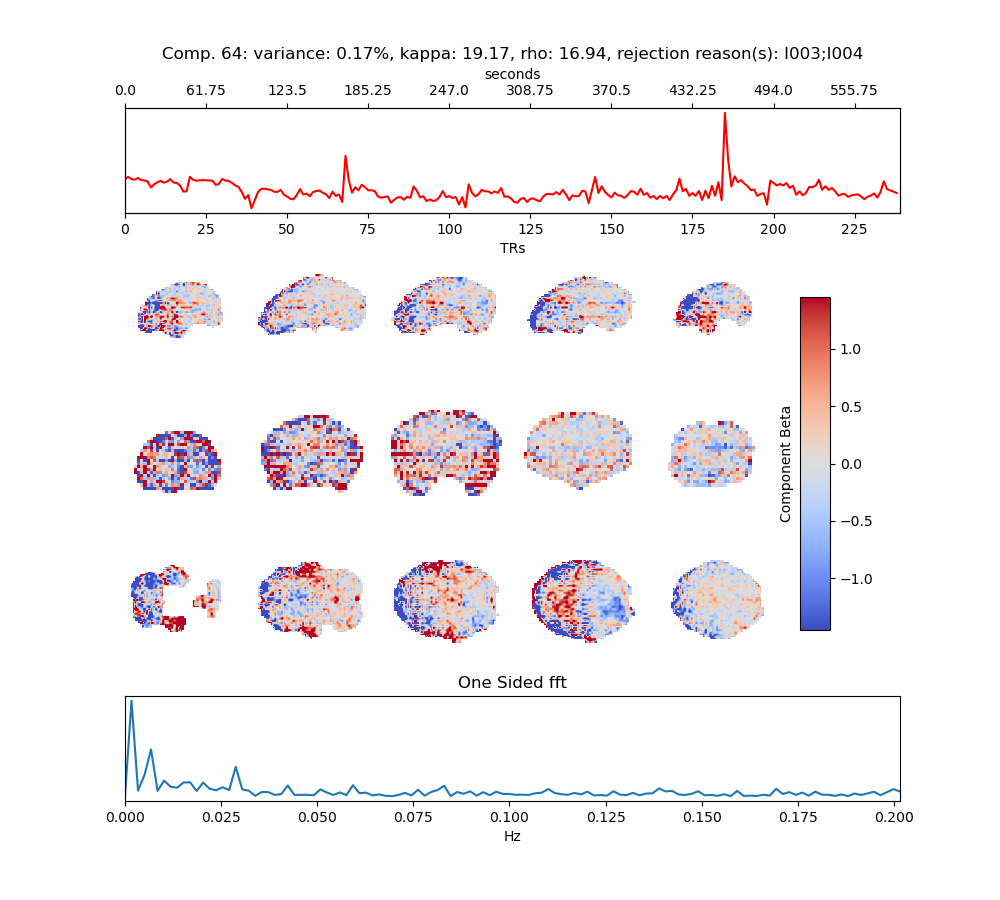 Comp. 64: variance: 0.17%, kappa: 19.17, rho: 16.94, rejection reason(s): I003;I004
seconds
0.0 61.75 123.5 185.25 247.0 308.75 370.5 432.25 494.0 555.75
0 25 50 75 100 125 150 175 200 225
TRs
1.0
0.5
0.0
−0.5
−1.0
Component Beta
One Sided fft
0.000 0.025 0.050 0.075 0.100 0.125 0.150 0.175 0.200
Hz